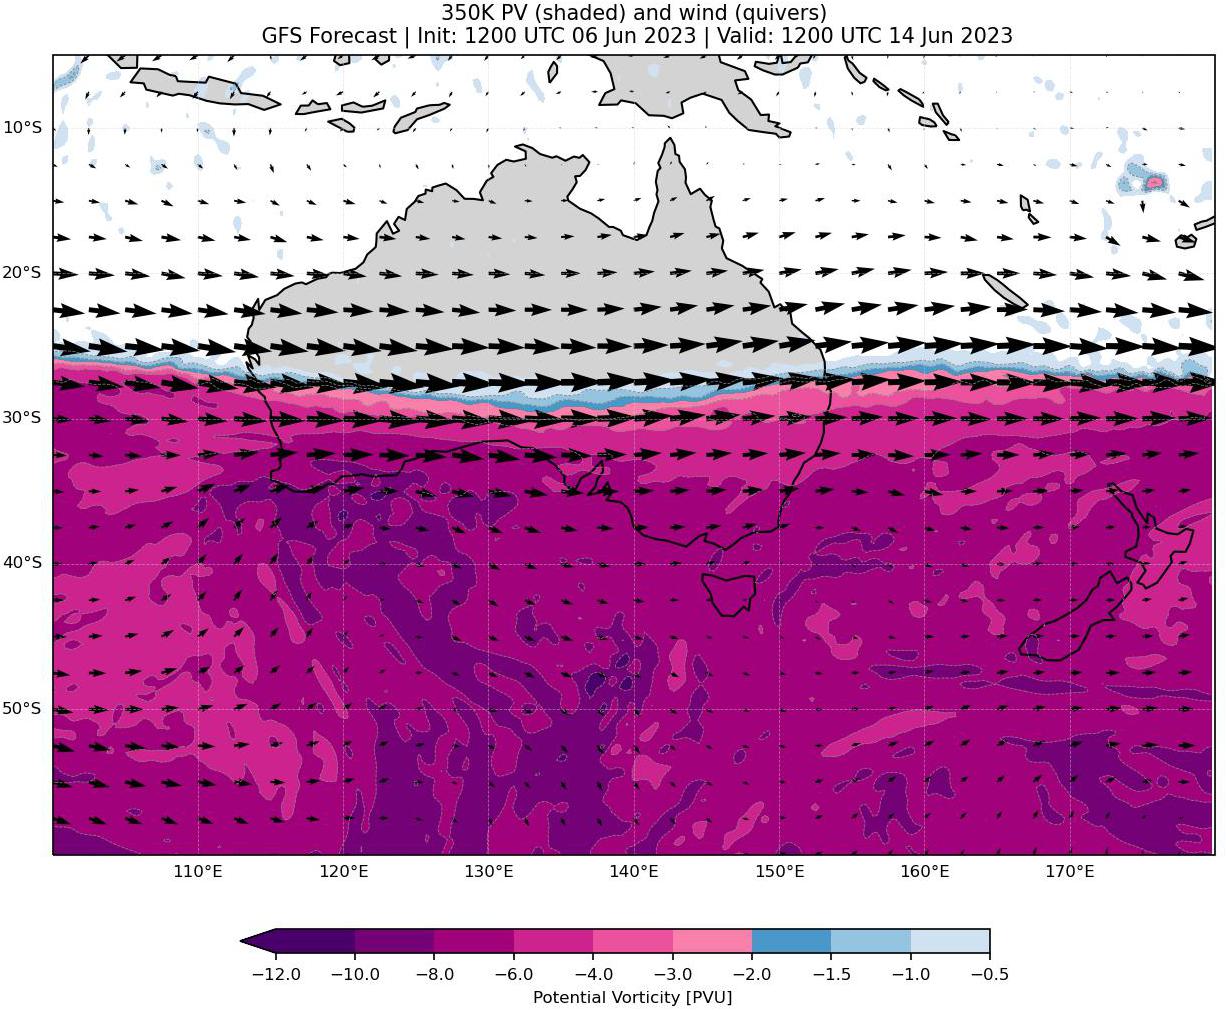 350K PV (shaded) and wind (quivers)
GFS Forecast | Init: 1200 UTC 06 Jun 2023 | Valid: 1200 UTC 14 Jun 2023
10°S
20°S
30°S
40°S
50°S
110°E 120°E 130°E 140°E 150°E 160°E 170°E
−12.0 −10.0 −8.0 −6.0 −4.0 −3.0 −2.0 −1.5 −1.0 −0.5
Potential Vorticity [PVU]